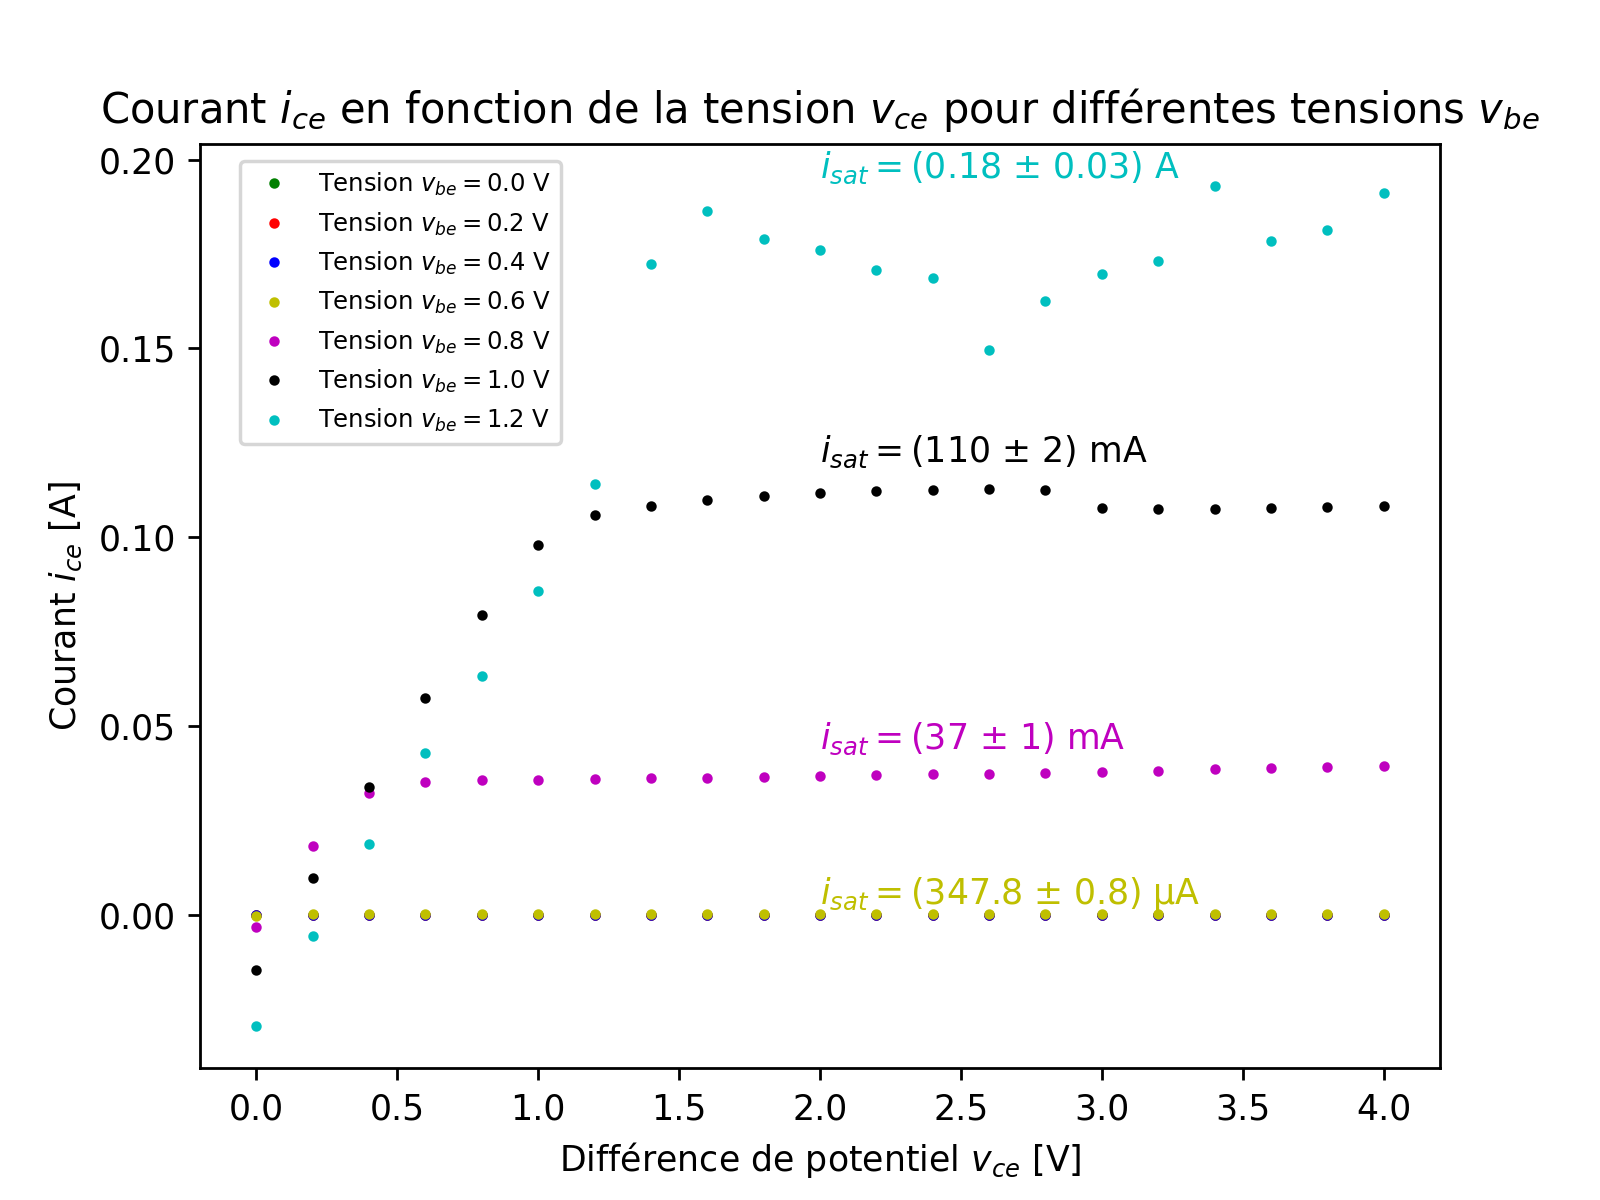 Courant i_ce en fonction de la tension v_ce pour différentes tensions v_be
Tension v_be = 0.0 V
Tension v_be = 0.2 V
Tension v_be = 0.4 V
Tension v_be = 0.6 V
Tension v_be = 0.8 V
Tension v_be = 1.0 V
Tension v_be = 1.2 V
i_sat = (0.18 ± 0.03) A
i_sat = (110 ± 2) mA
i_sat = (37 ± 1) mA
i_sat = (347.8 ± 0.8) µA
0.20
0.15
0.10
0.05
0.00
Courant i_ce [A]
0.0 0.5 1.0 1.5 2.0 2.5 3.0 3.5 4.0
Différence de potentiel v_ce [V]